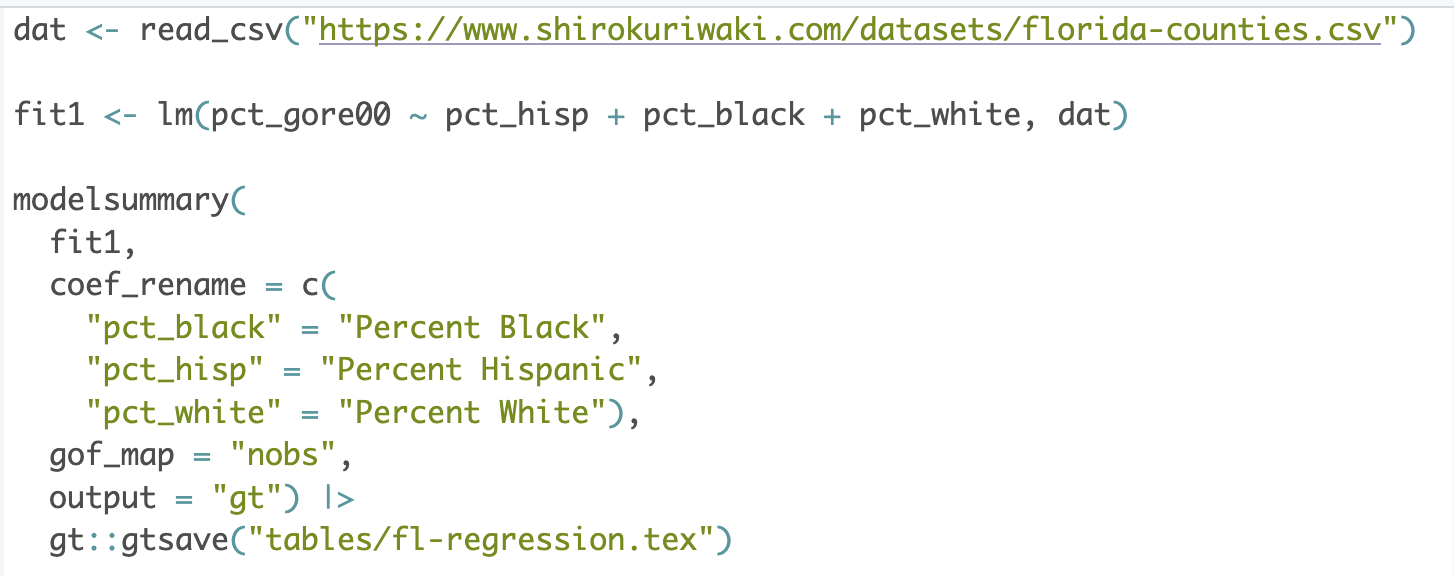 dat <- read_csv("https://www.shirokuriwaki.com/datasets/florida-counties.csv")
fit1 <- lm(pct_gore00 ~ pct_hisp + pct_black + pct_white, dat)
modelsummary(
  fit1,
  coef_rename = c(
    "pct_black" = "Percent Black",
    "pct_hisp" = "Percent Hispanic",
    "pct_white" = "Percent White"),
  gof_map = "nobs",
  output = "gt") |>
  gt::gtsave("tables/fl-regression.tex")